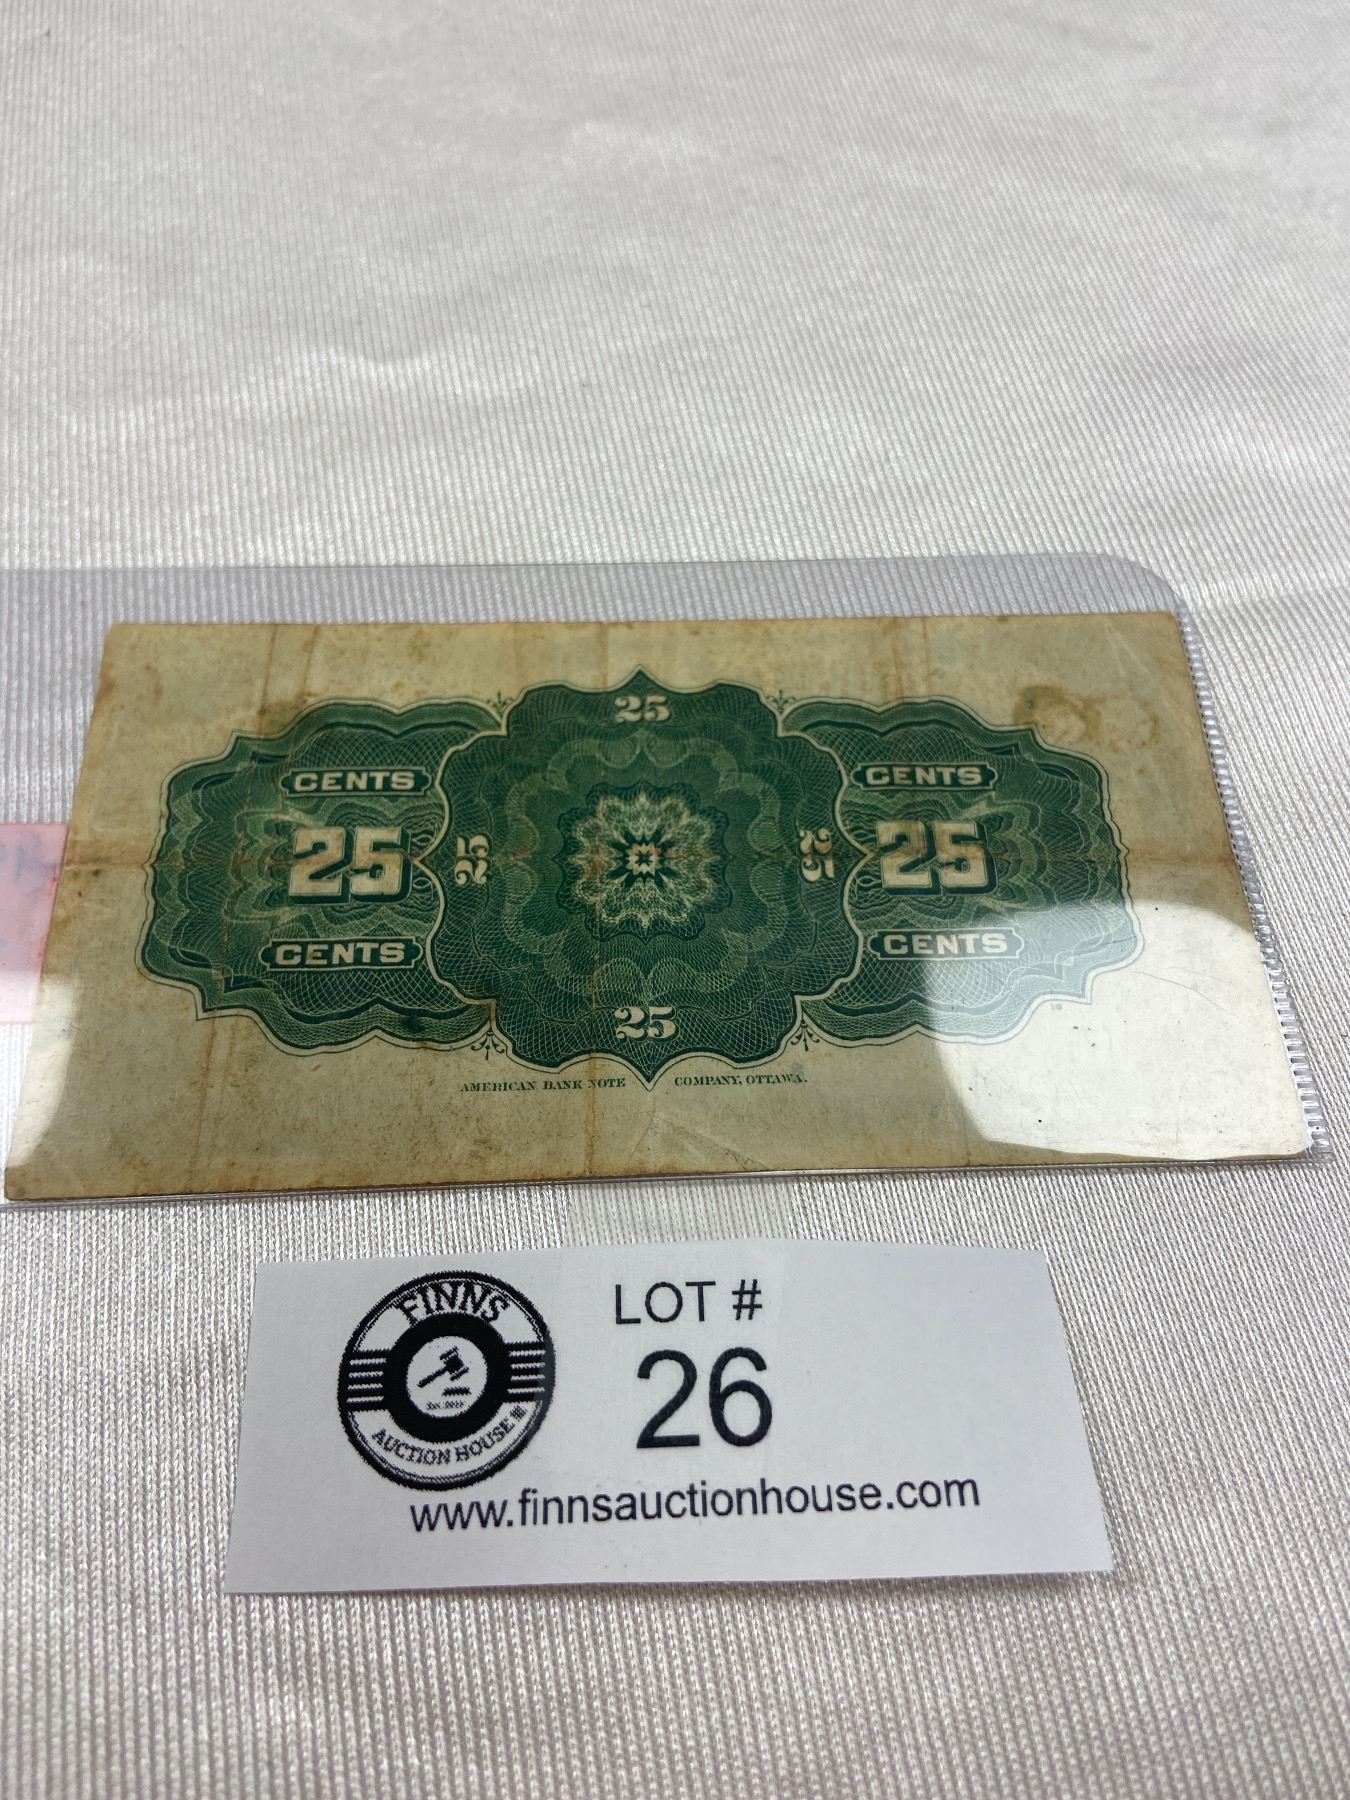 25
CENTS CENTS
25 25 25 25
CENTS CENTS
25
16
AMERICAN BANK NOTE COMPANY, OTTAWA.
FINNS
AUCTION HOUSE
LOT #
26
www.finnsauctionhouse.com